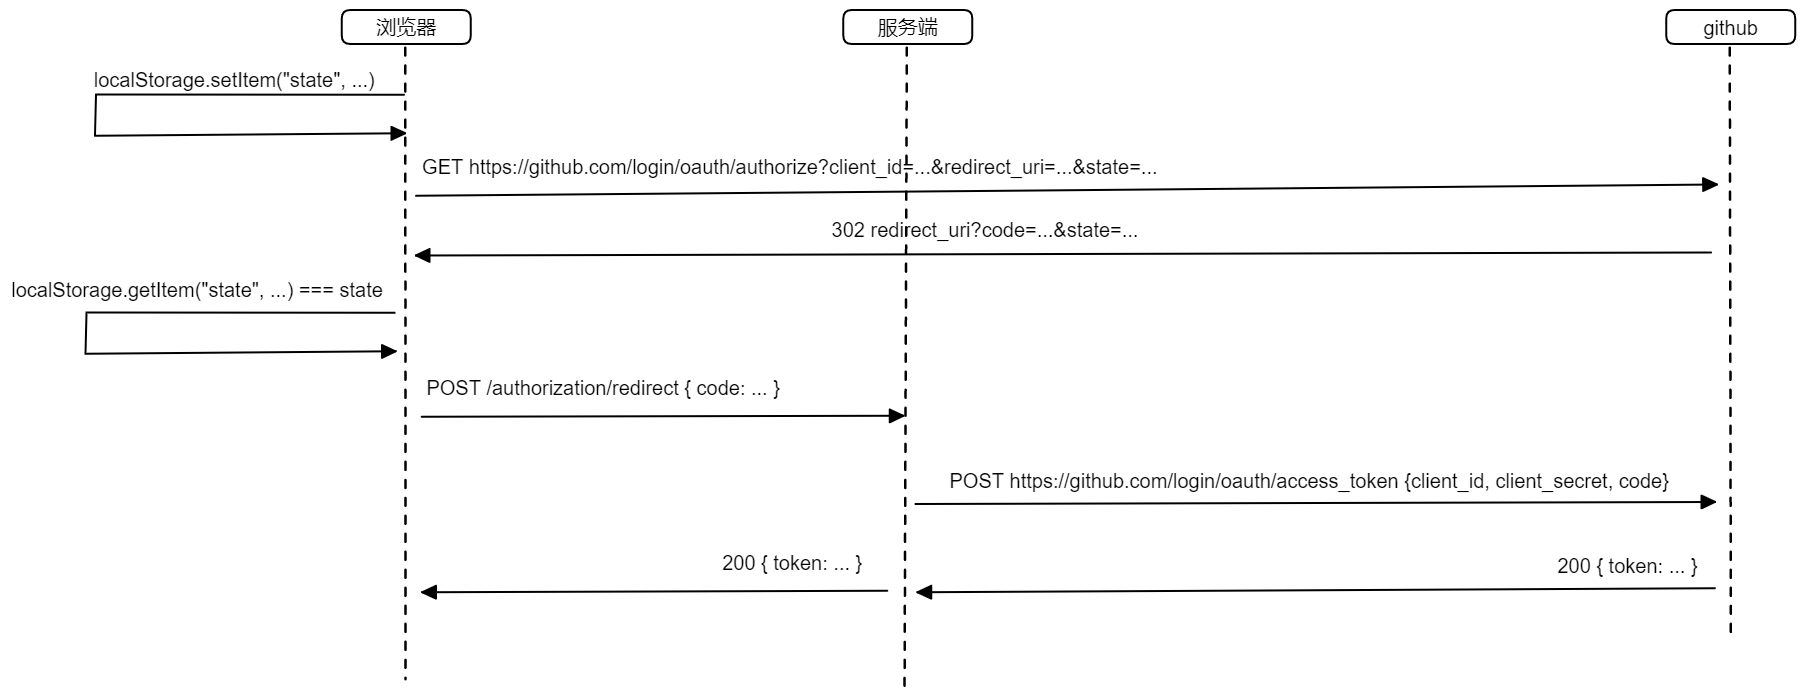 浏览器
服务端
github
localStorage.setItem("state", ...)
GET https://github.com/login/oauth/authorize?client_id=...&redirect_uri=...&state=...
302 redirect_uri?code=...&state=...
localStorage.getItem("state", ...) === state
POST /authorization/redirect { code: ... }
POST https://github.com/login/oauth/access_token {client_id, client_secret, code}
200 { token: ... }
200 { token: ... }